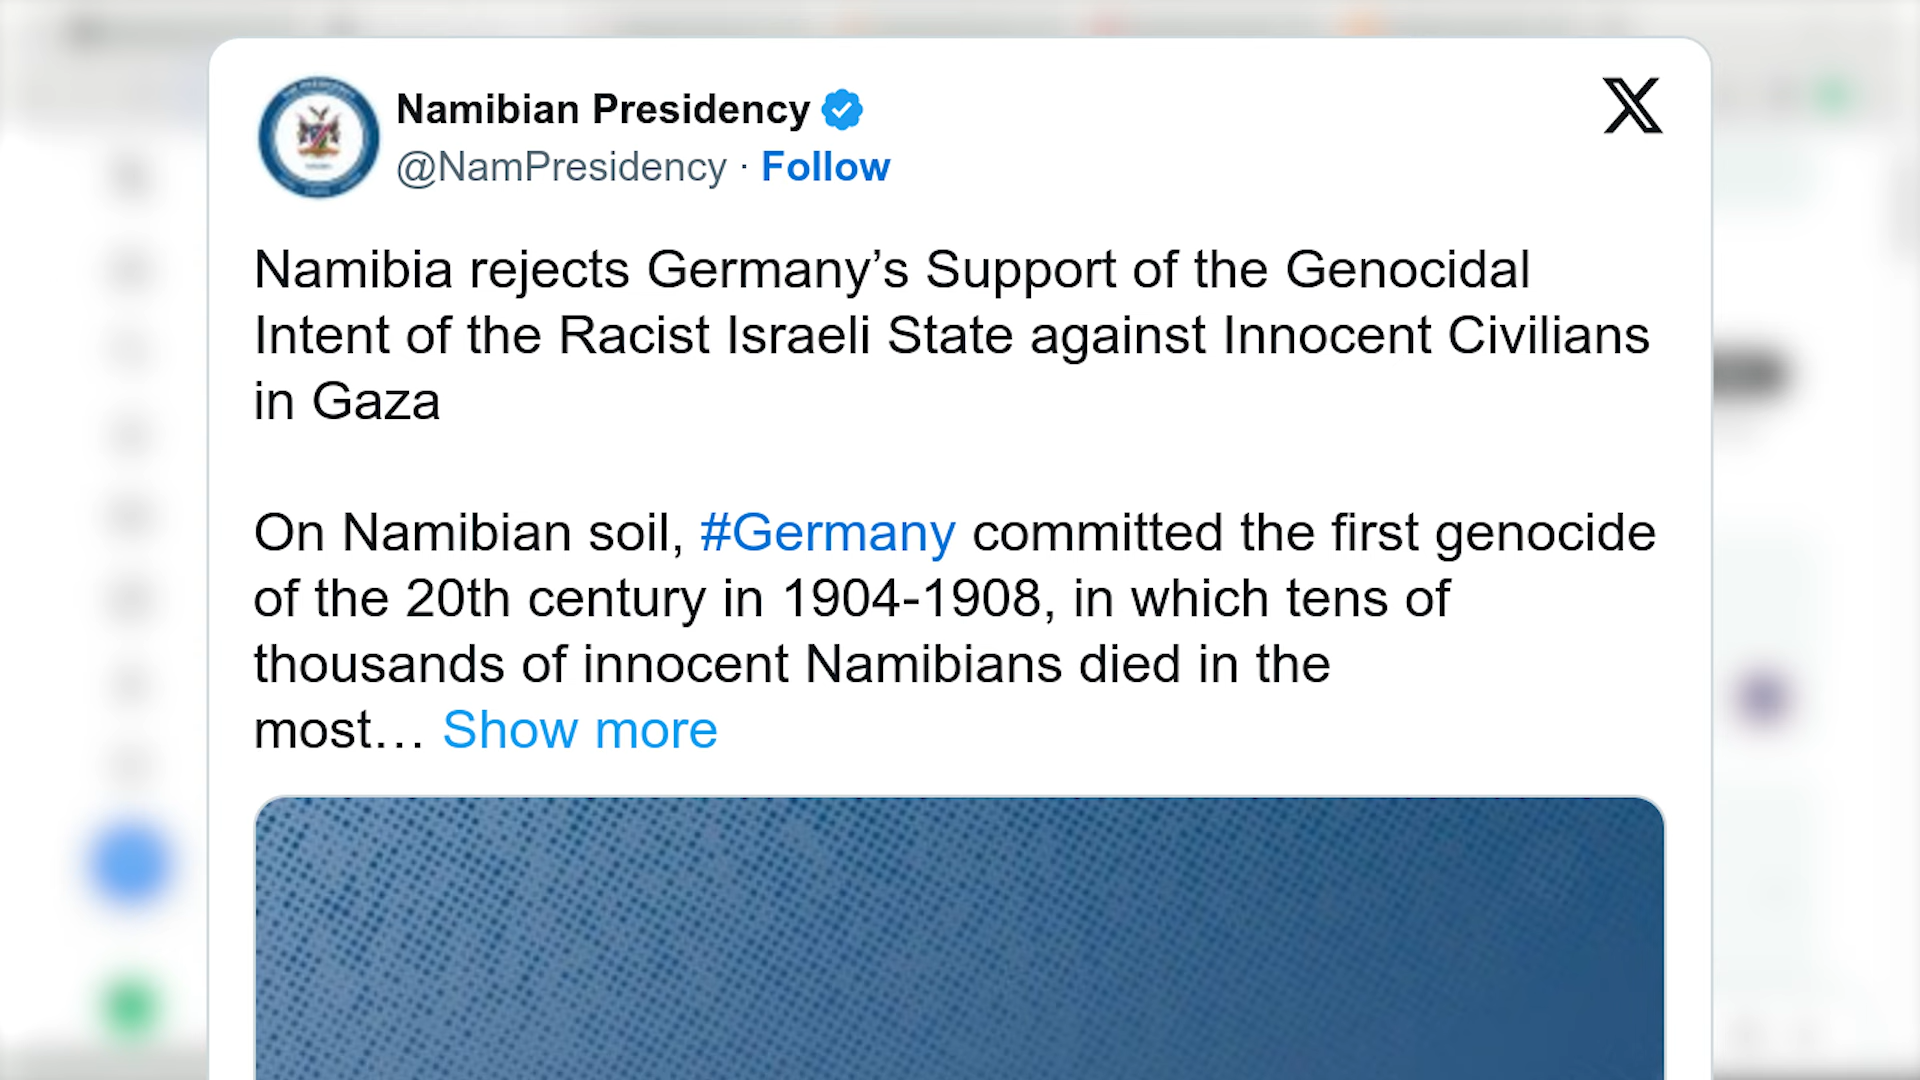 Namibian Presidency
@NamPresidency · Follow
Namibia rejects Germany’s Support of the Genocidal
Intent of the Racist Israeli State against Innocent Civilians
in Gaza
On Namibian soil, #Germany committed the first genocide
of the 20th century in 1904-1908, in which tens of
thousands of innocent Namibians died in the
most… Show more